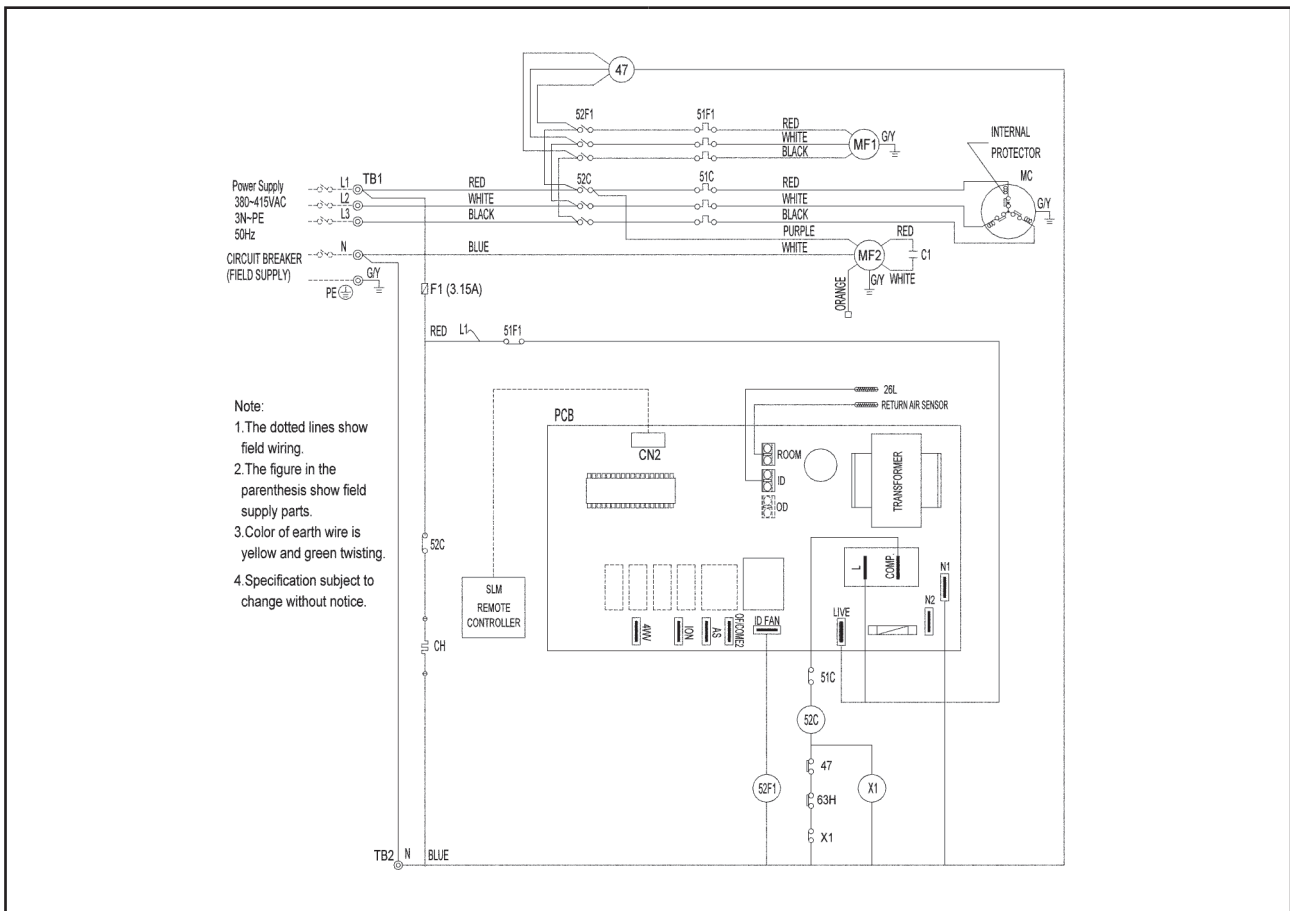 47
52F1
51F1
RED
WHITE
BLACK
MF1
G/Y
INTERNAL
PROTECTOR
MC
G/Y
Power Supply
380~415VAC
3N~PE
50Hz
CIRCUIT BREAKER
(FIELD SUPPLY)
L1
TB1
L2
L3
N
G/Y
PE
RED
WHITE
BLACK
BLUE
52C
51C
RED
WHITE
BLACK
PURPLE
WHITE
MF2
RED
C1
G/Y
WHITE
ORANGE
F1 (3.15A)
RED
L1
51F1
Note:
1.The dotted lines show
field wiring.
2.The figure in the
parenthesis show field
supply parts.
3.Color of earth wire is
yellow and green twisting.
4.Specification subject to
change without notice.
26L
RETURN AIR SENSOR
PCB
CN2
ROOM
ID
OD
TRANSFORMER
L
COMP.
N1
N2
LIVE
52C
SLM
REMOTE
CONTROLLER
4WV
ION
AS
OF/COME2
ID FAN
CH
51C
52C
47
63H
X1
X1
52F1
TB2
N
BLUE